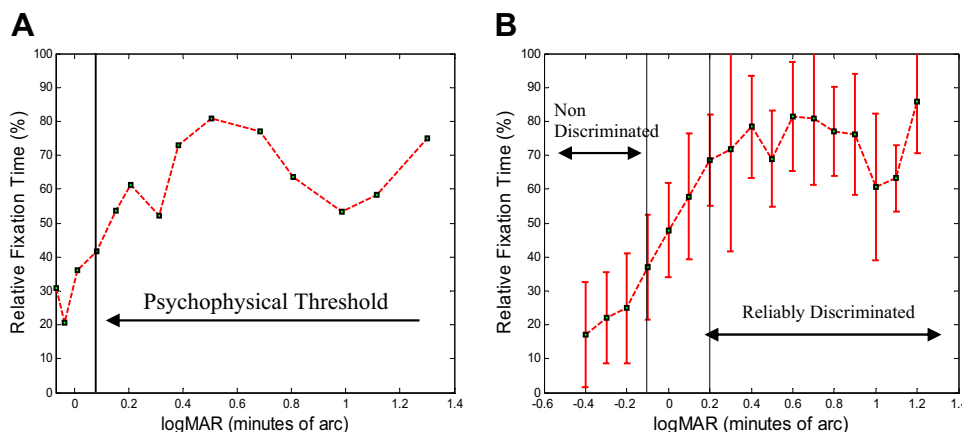 A
B
100
90
80
70
60
50
40
30
20
10
0
Relative Fixation Time (%)
Psychophysical Threshold
0 0.2 0.4 0.6 0.8 1 1.2 1.4
logMAR (minutes of arc)
100
90
80
70
60
50
40
30
20
10
0
Relative Fixation Time (%)
Non
Discriminated
Reliably Discriminated
-0.6 -0.4 -0.2 0 0.2 0.4 0.6 0.8 1 1.2 1.4
logMAR (minutes of arc)